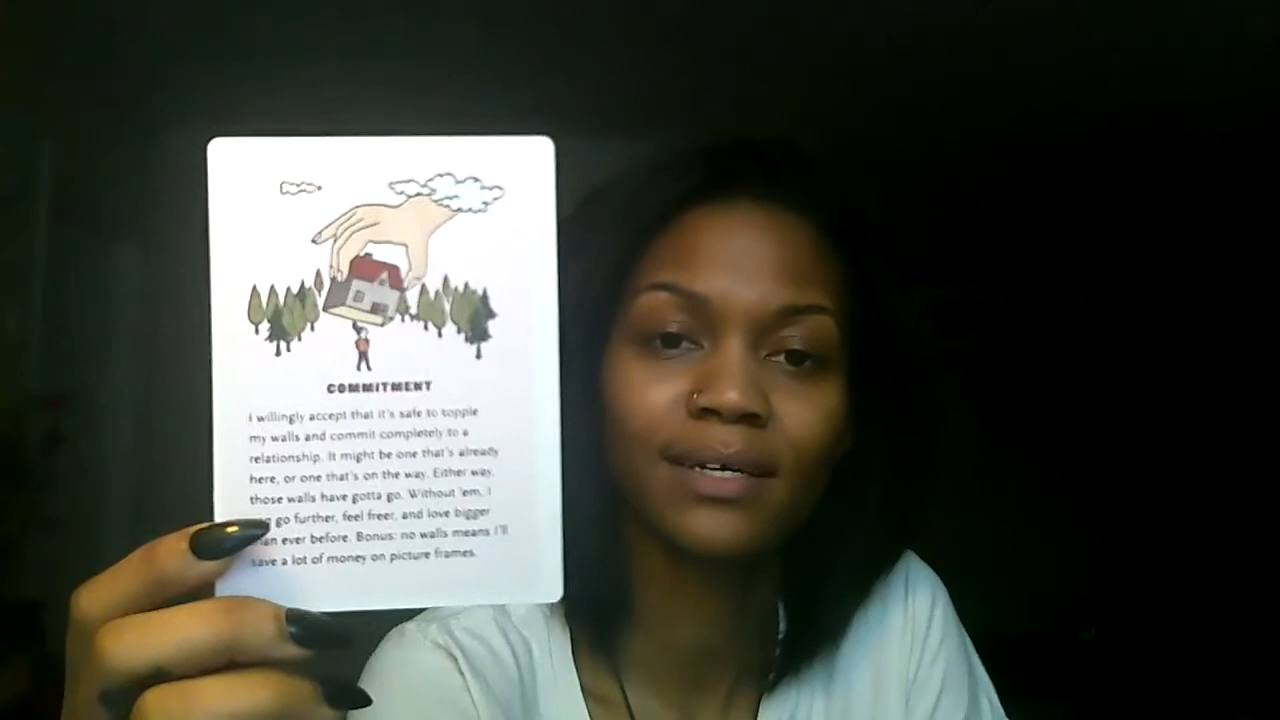 COMMITMENT
I willingly accept that it's safe to topple
my walls and commit completely to a
relationship. It might be one that's already
here, or one that's on the way. Either way,
those walls have gotta go. Without 'em, I
go further, feel freer, and love bigger
than ever before. Bonus: no walls means I'll
save a lot of money on picture frames.